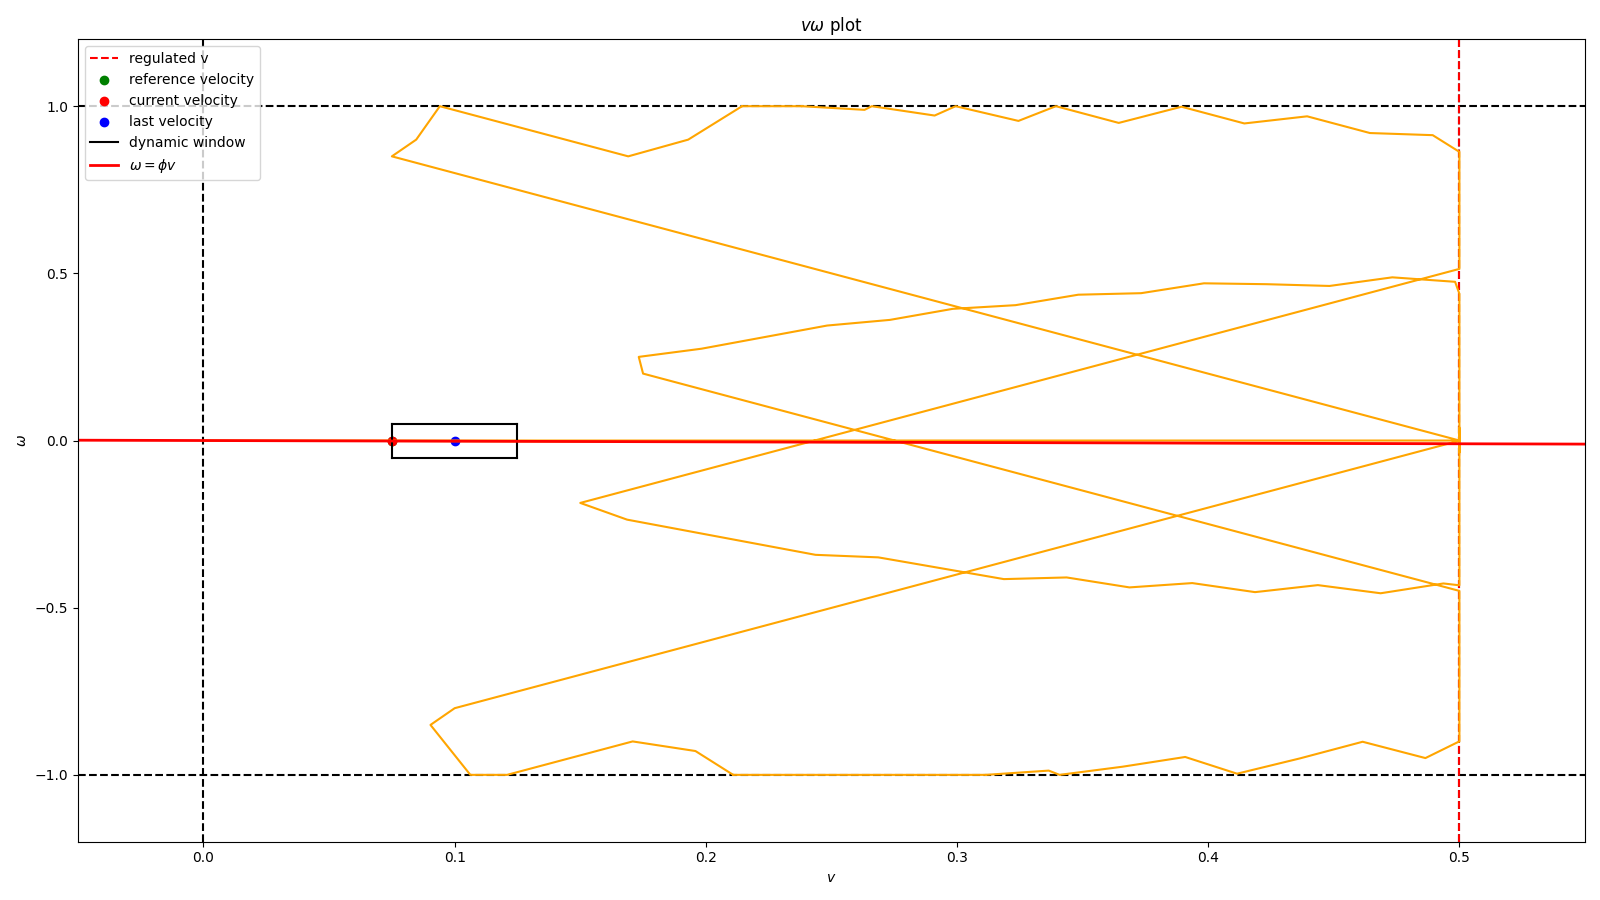 vω plot
regulated v
reference velocity
current velocity
last velocity
dynamic window
ω = ϕv
1.0
0.5
0.0
−0.5
−1.0
ω
0.0 0.1 0.2 0.3 0.4 0.5
v